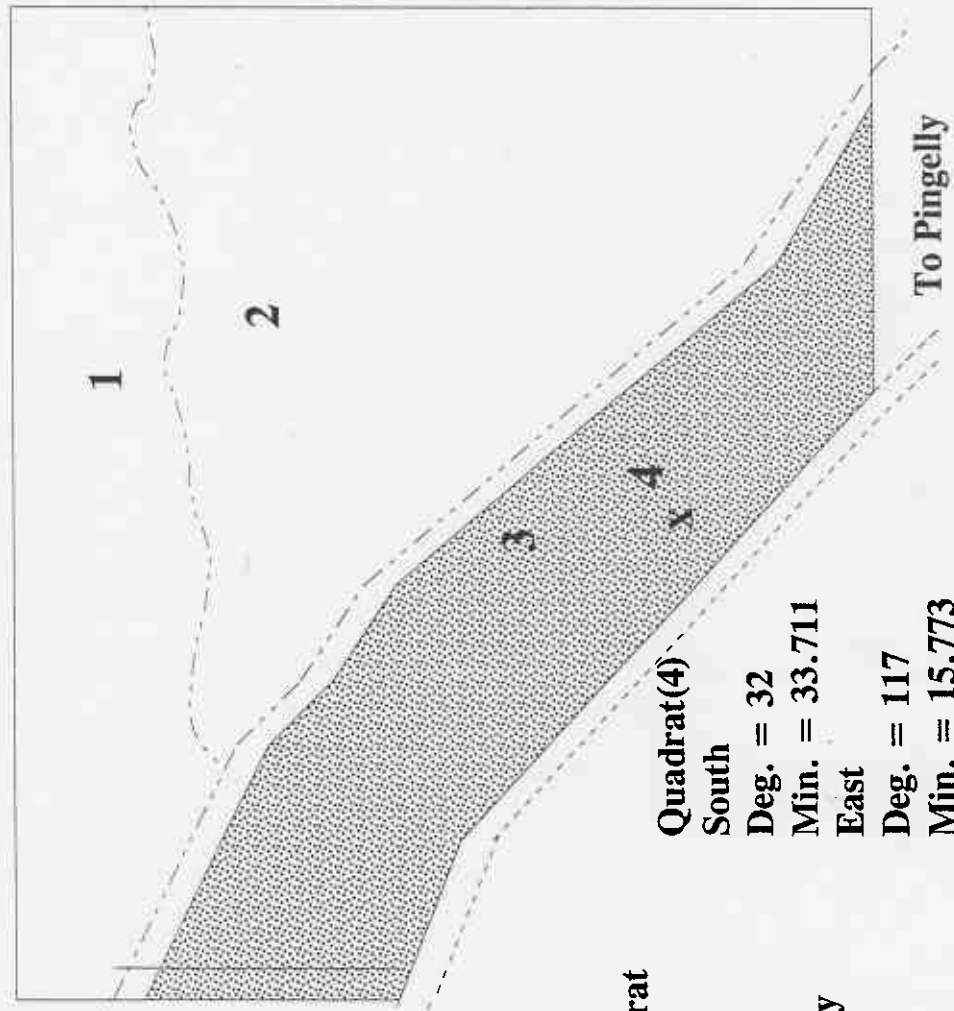 1
2
3
4
x
To Pingelly
Quadrat(4)
South
Deg. = 32
Min. = 33.711
East
Deg. = 117
Min. = 15.773
rat
y